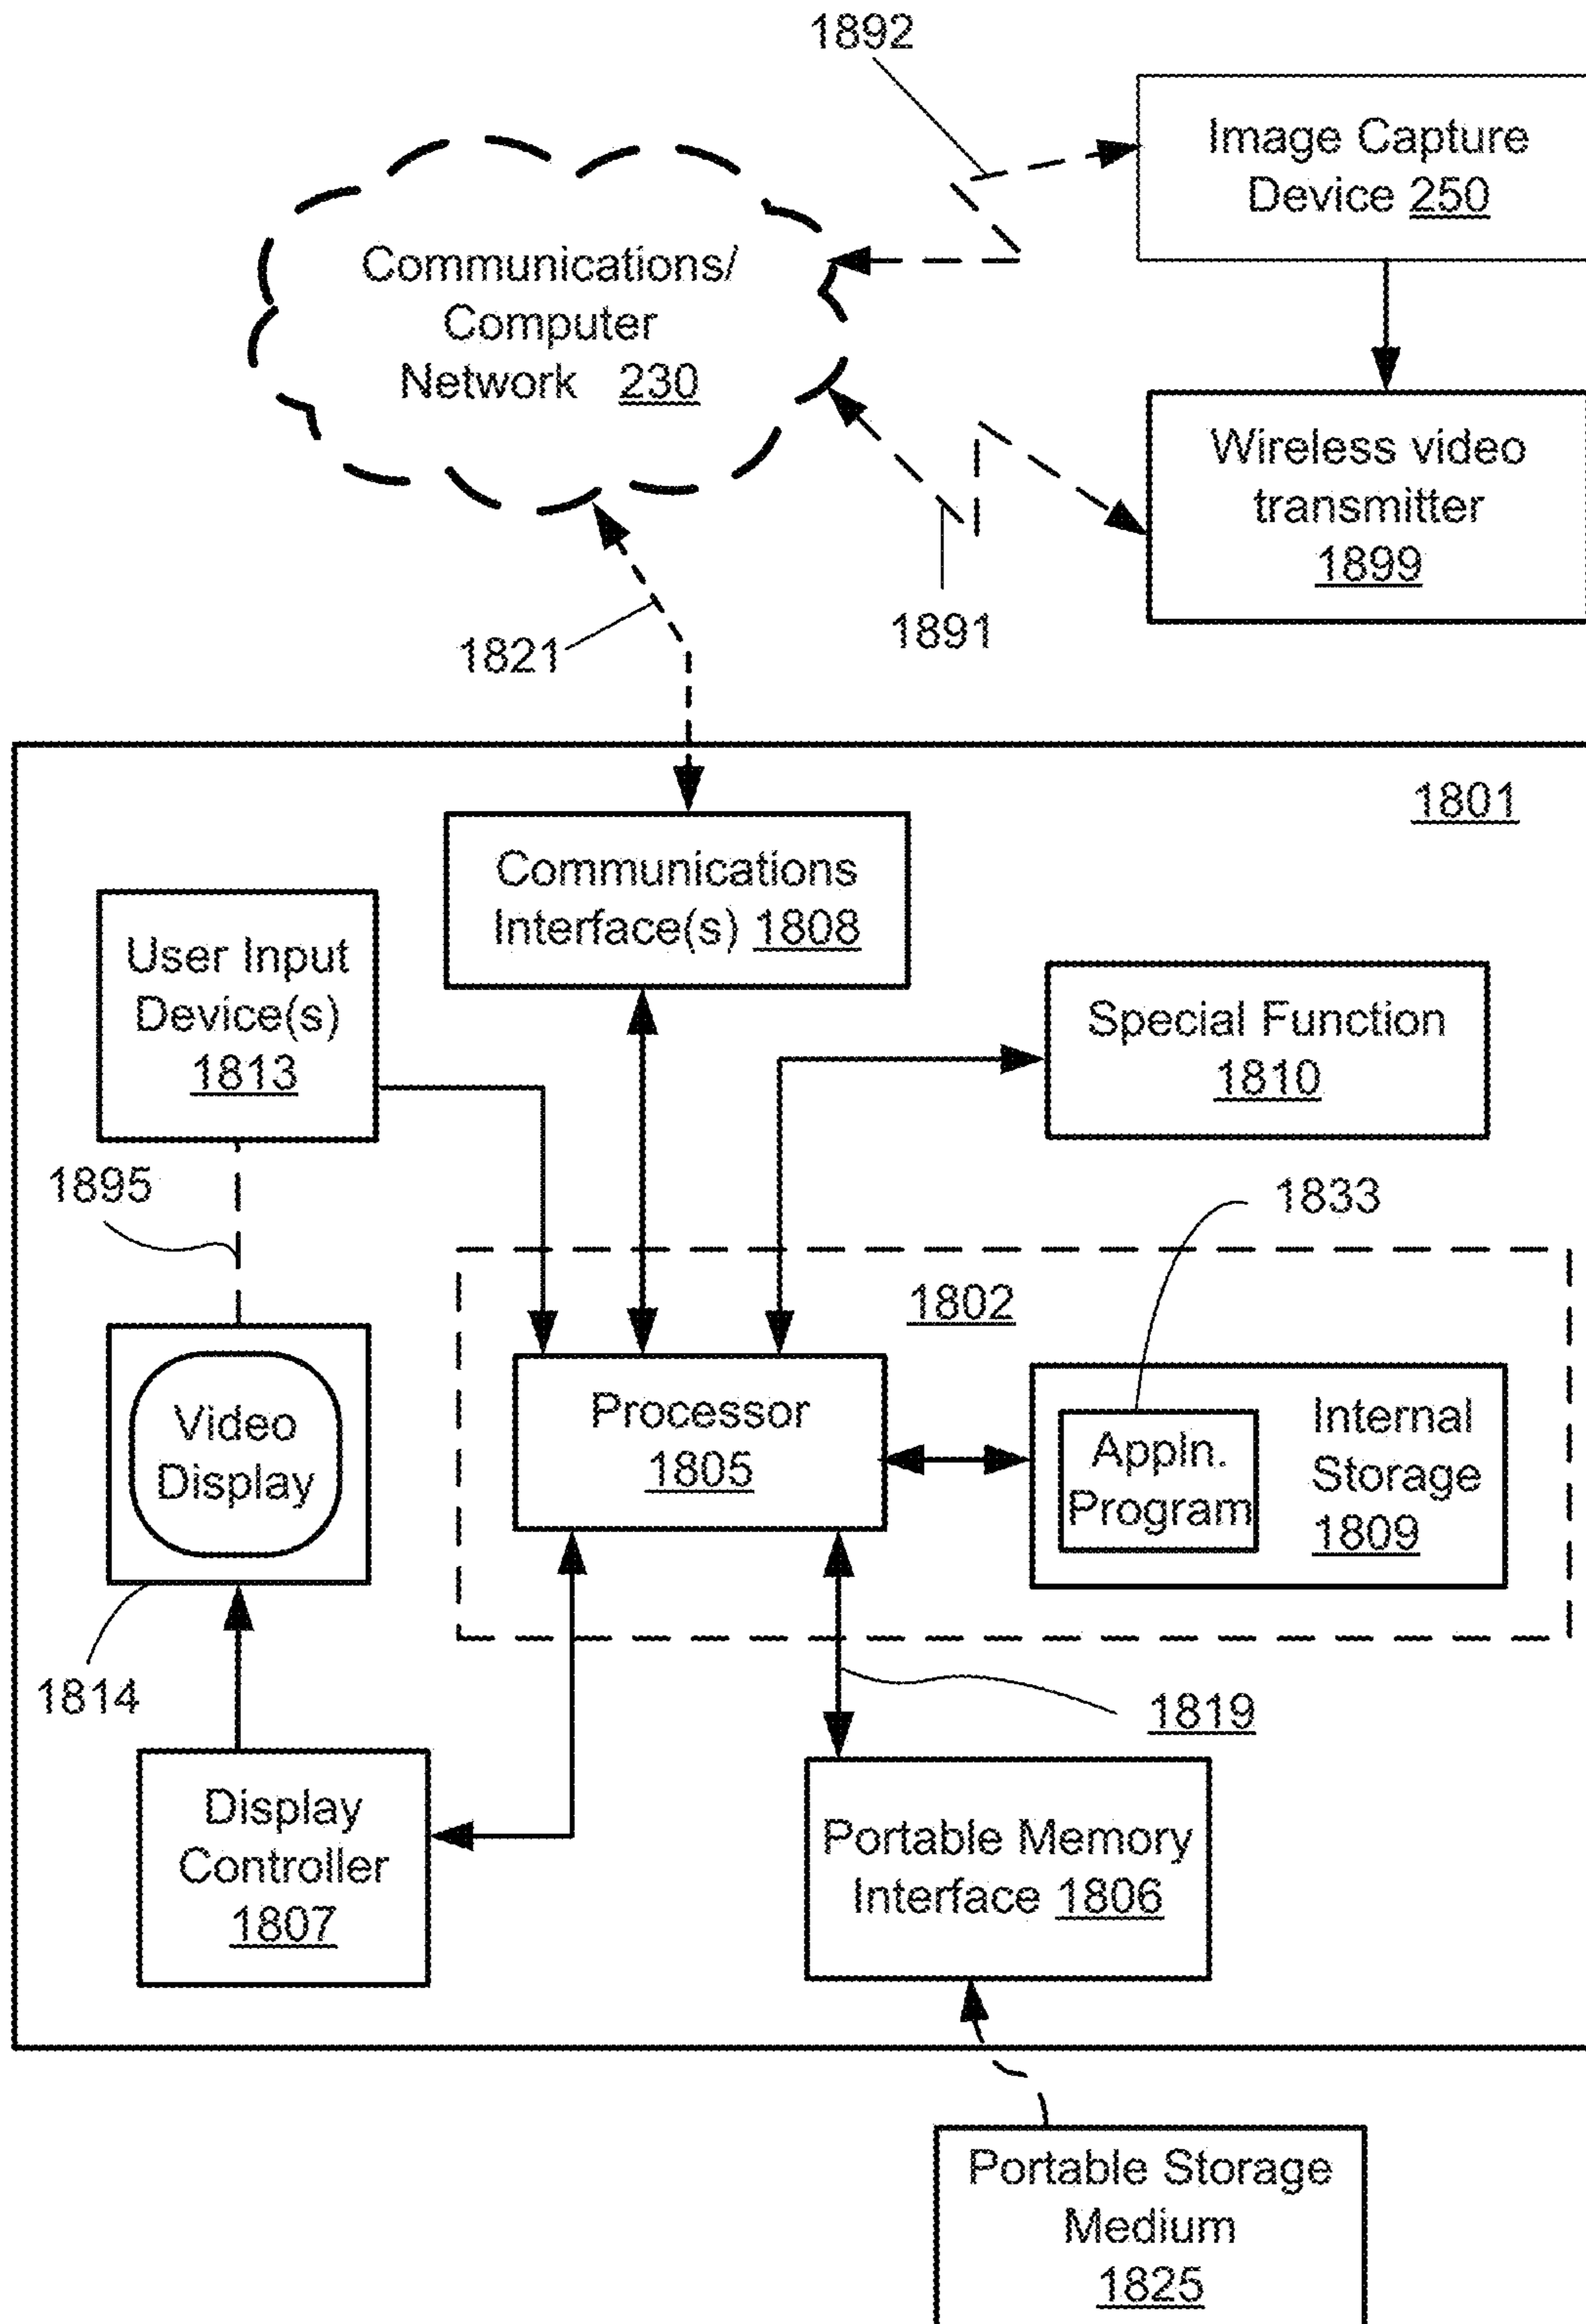 1892
Image Capture
Device 250
Communications/
Computer
Network 230
Wireless video
transmitter
1899
1891
1821
1801
Communications
Interface(s) 1808
User Input
Device(s)
1813
Special Function
1810
1895
1833
1802
Processor
1805
Appln.
Program
Internal
Storage
1809
Video
Display
1814
1819
Display
Controller
1807
Portable Memory
Interface 1806
Portable Storage
Medium
1825